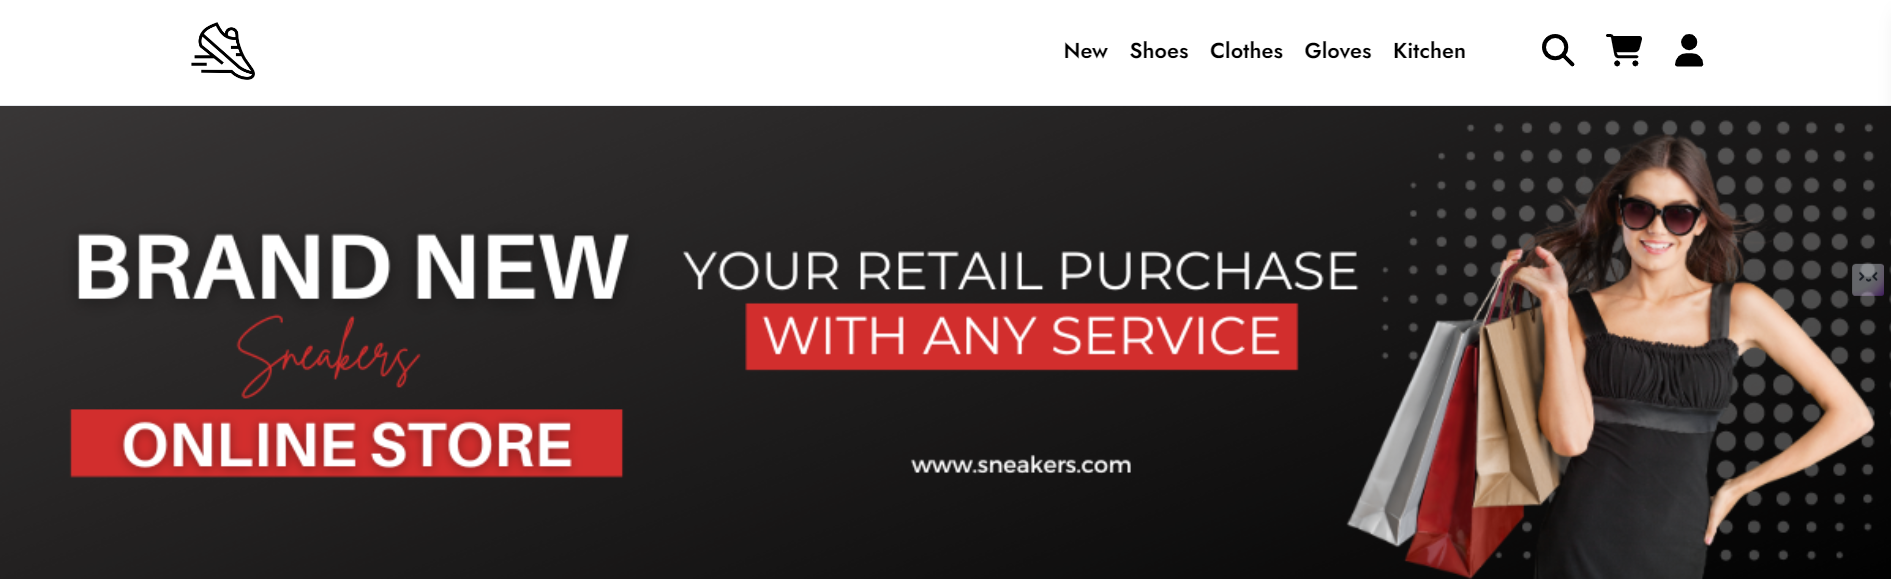 New Shoes Clothes Gloves Kitchen
BRAND NEW
Sneakers
ONLINE STORE
YOUR RETAIL PURCHASE
WITH ANY SERVICE
www.sneakers.com